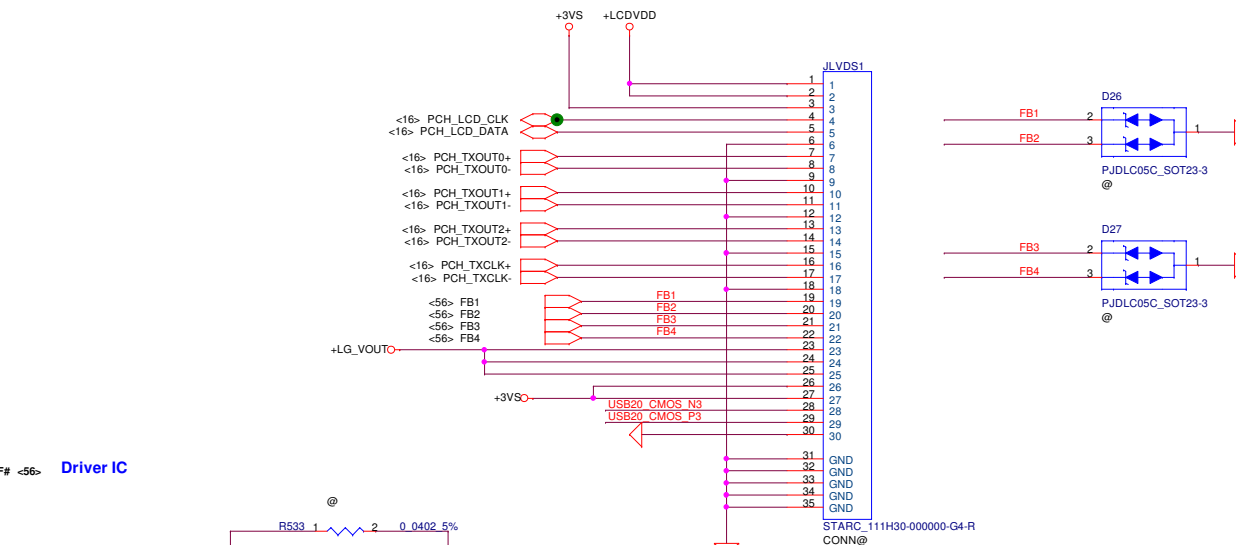 +3VS +LCDVDD
JLVDS1
1 1
2 2
3 3
<16> PCH_LCD_CLK 4 4
<16> PCH_LCD_DATA 5 5
6 6
<16> PCH_TXOUT0+ 7 7
<16> PCH_TXOUT0- 8 8
9 9
<16> PCH_TXOUT1+ 10 10
<16> PCH_TXOUT1- 11 11
12 12
<16> PCH_TXOUT2+ 13 13
<16> PCH_TXOUT2- 14 14
15 15
<16> PCH_TXCLK+ 16 16
<16> PCH_TXCLK- 17 17
18 18
<56> FB1 FB1 19 19
<56> FB2 FB2 20 20
<56> FB3 FB3 21 21
<56> FB4 FB4 22 22
+LG_VOUT 23 23
24 24
25 25
26 26
+3VS 27 27
USB20_CMOS_N3 28 28
USB20_CMOS_P3 29 29
30 30
31 GND
32 GND
33 GND
34 GND
35 GND
STARC_111H30-000000-G4-R
CONN@
D26
FB1 2
1
FB2 3
PJDLC05C_SOT23-3
@
D27
FB3 2
1
FB4 3
PJDLC05C_SOT23-3
@
F# <56> Driver IC
@
R533 1 2 0_0402_5%